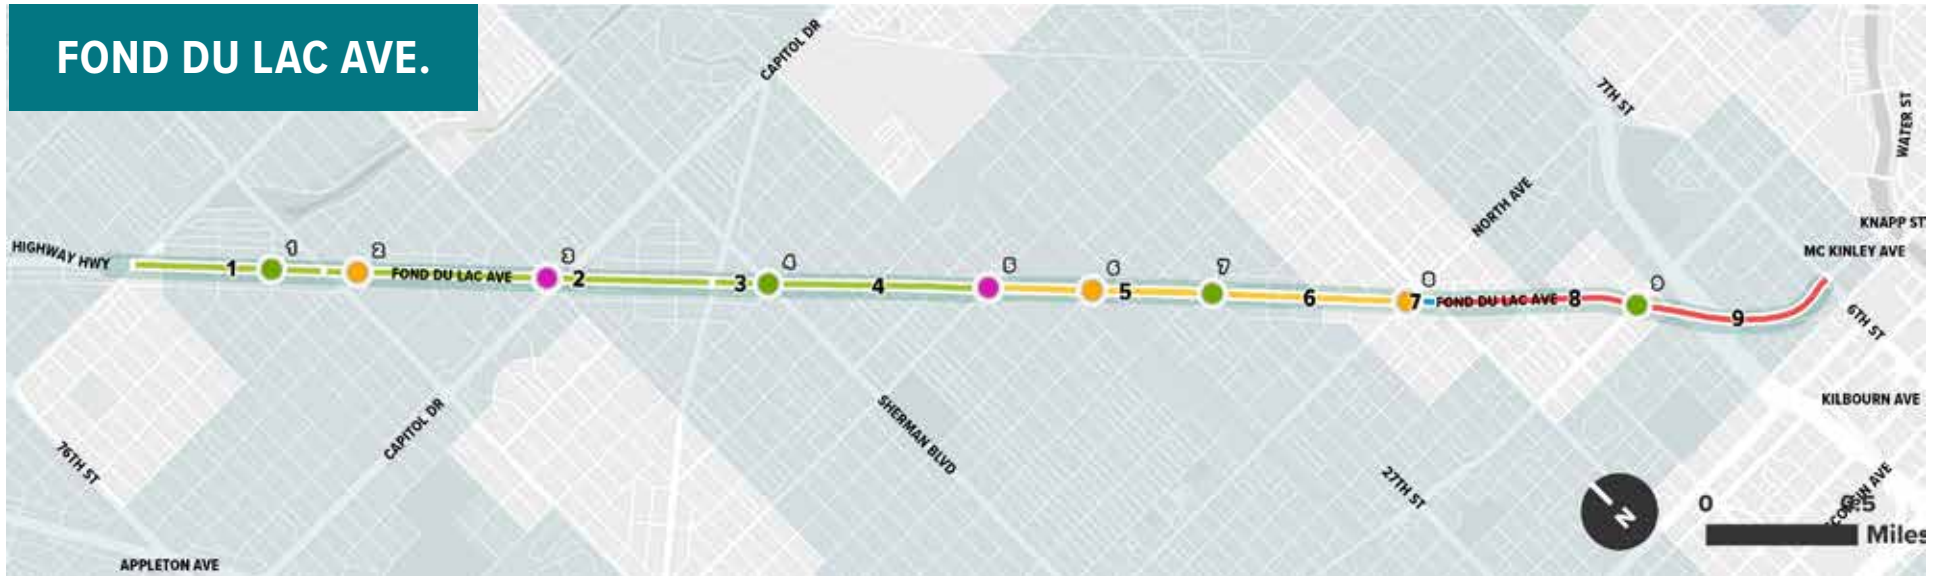 FOND DU LAC AVE.
CAPITOL DR
7TH ST
WATER ST
NORTH AVE
KNAPP ST
MC KINLEY AVE
HIGHWAY HWY
1 2 3 4 5 6 7 8 9
1 FOND DU LAC AVE 2 3 4 5 6 7 FOND DU LAC AVE 8 9
6TH ST
KILBOURN AVE
76TH ST
CAPITOL DR
SHERMAN BLVD
27TH ST
N
0
Miles
APPLETON AVE